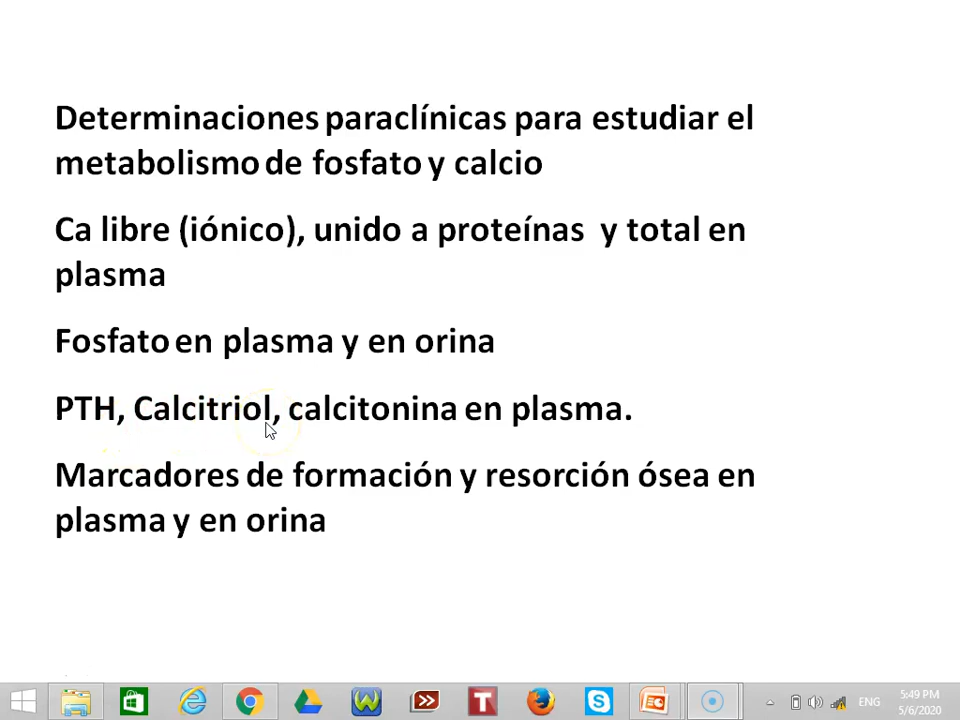 Determinaciones paraclínicas para estudiar el
metabolismo de fosfato y calcio
Ca libre (iónico), unido a proteínas y total en
plasma
Fosfato en plasma y en orina
PTH, Calcitriol, calcitonina en plasma.
Marcadores de formación y resorción ósea en
plasma y en orina
ENG
5:49 PM
5/6/2020